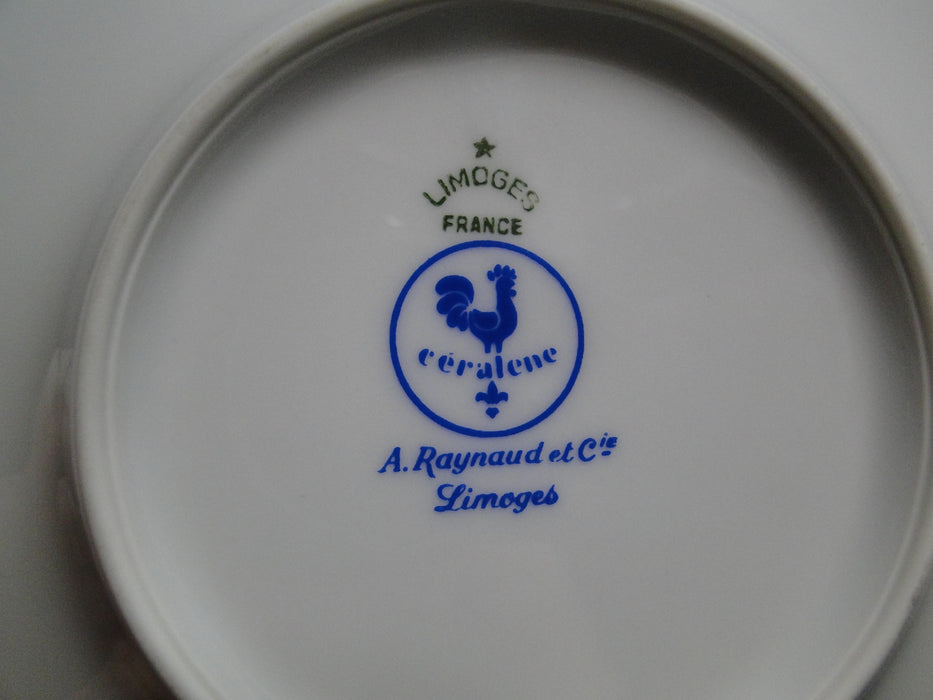 LIMOGES
FRANCE
céralene
A. Raynaud et Cie
Limoges